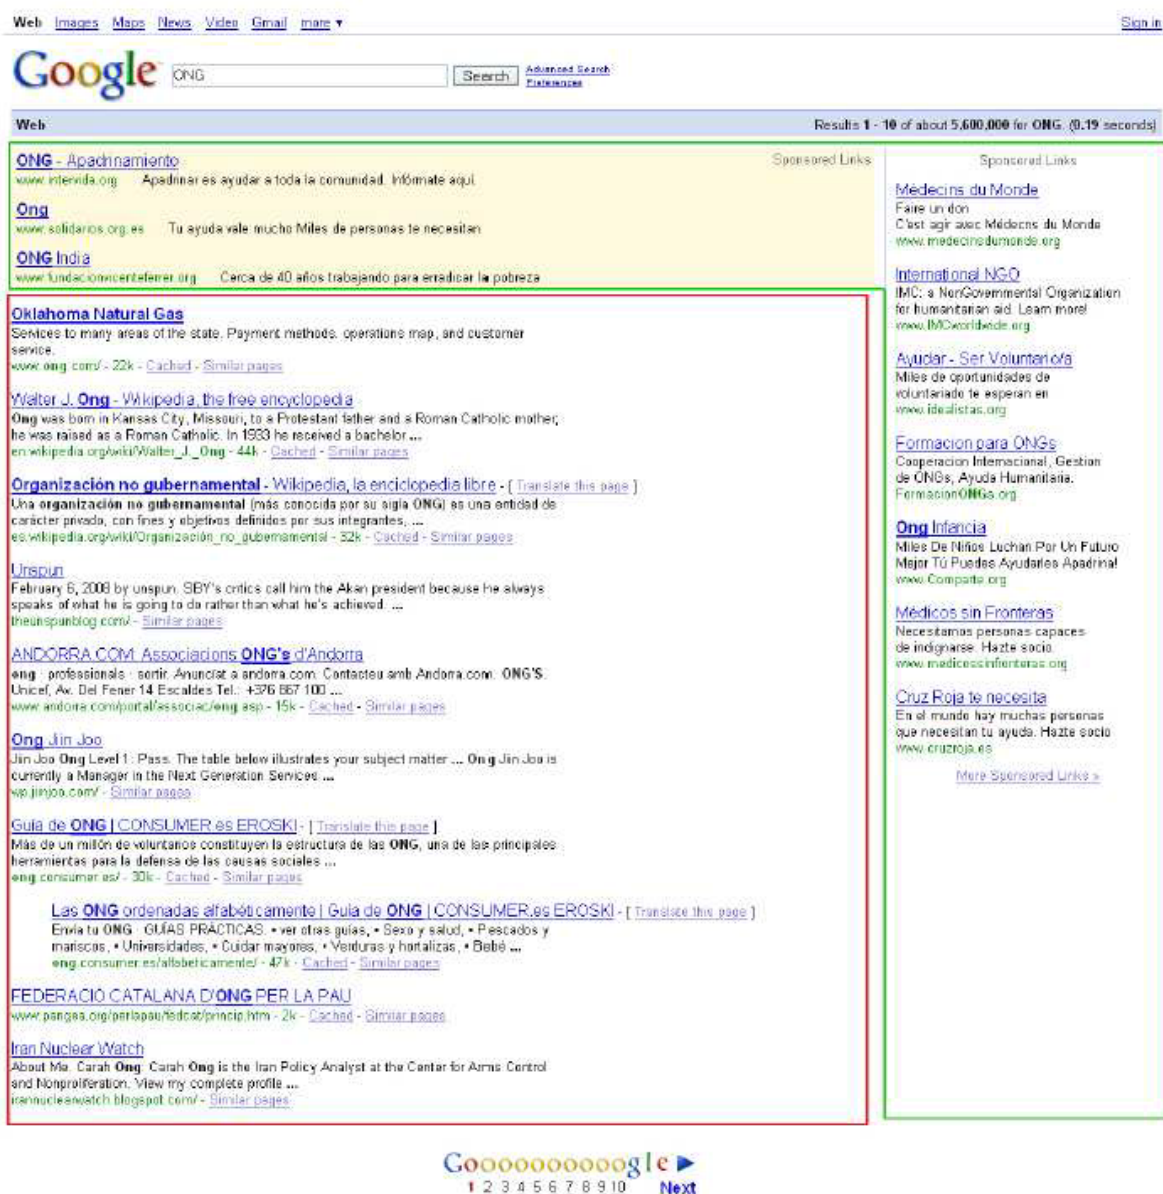 Web Images Maps News Video Gmail more ▼
Sign in
Google
ONG
Search
Advanced Search
Preferences
Web
Results 1 - 10 of about 5,600,000 for ONG. (0.19 seconds)
ONG - Apadrinamiento
Sponsored Links
www.intervida.org Apadrinar es ayudar a toda la comunidad. Infórmate aquí.
Ong
www.solidarios.org.es Tu ayuda vale mucho Miles de personas te necesitan
ONG India
www.fundacionvicenteferrer.org Cerca de 40 años trabajando para erradicar la pobreza
Oklahoma Natural Gas
Services to many areas of the state. Payment methods, operations map, and customer
service.
www.ong.com/ - 22k - Cached - Similar pages
Walter J. Ong - Wikipedia, the free encyclopedia
Ong was born in Kansas City, Missouri, to a Protestant father and a Roman Catholic mother;
he was raised as a Roman Catholic. In 1933 he received a bachelor ...
en.wikipedia.org/wiki/Walter_J._Ong - 44k - Cached - Similar pages
Organización no gubernamental - Wikipedia, la enciclopedia libre - [ Translate this page ]
Una organización no gubernamental (más conocida por su sigla ONG) es una entidad de
carácter privado, con fines y objetivos definidos por sus integrantes, ...
es.wikipedia.org/wiki/Organización_no_gubernamental - 32k - Cached - Similar pages
Unspun
February 6, 2008 by unspun. SBY's critics call him the Akan president because he always
speaks of what he is going to do rather than what he's achieved. ...
theunspunblog.com/ - Similar pages
ANDORRA.COM: Associacions ONG's d'Andorra
ong · professionals · sortir. Anuncia't a andorra.com. Contacteu amb Andorra.com. ONG'S.
Unicef, Av. Del Fener 14 Escaldes Tel.: +376 867 100 ...
www.andorra.com/portal/associac/ong.asp - 15k - Cached - Similar pages
Ong Jiin Joo
Jiin Joo Ong Level 1: Pass. The table below illustrates your subject matter ... Ong Jiin Joo is
currently a Manager in the Next Generation Services ...
wp.jiinjoo.com/ - Similar pages
Guía de ONG | CONSUMER.es EROSKI - [ Translate this page ]
Más de un millón de voluntarios constituyen la estructura de las ONG, una de las principales
herramientas para la defensa de las causas sociales ...
ong.consumer.es/ - 30k - Cached - Similar pages
Las ONG ordenadas alfabéticamente | Guía de ONG | CONSUMER.es EROSKI - [ Translate this page ]
Envía tu ONG · GUÍAS PRÁCTICAS. • ver otras guías, • Sexo y salud, • Pescados y
mariscos, • Universidades, • Cuidar mayores, • Verduras y hortalizas, • Bebé ...
ong.consumer.es/alfabeticamente/ - 47k - Cached - Similar pages
FEDERACIO CATALANA D'ONG PER LA PAU
www.pangea.org/perlapau/fedcat/princip.htm - 2k - Cached - Similar pages
Iran Nuclear Watch
About Me. Carah Ong: Carah Ong is the Iran Policy Analyst at the Center for Arms Control
and Nonproliferation. View my complete profile ...
irannuclearwatch.blogspot.com/ - Similar pages
Sponsored Links
Médecins du Monde
Faire un don
C'est agir avec Médecins du Monde
www.medecinsdumonde.org
International NGO
IMC: a NonGovernmental Organization
for humanitarian aid. Learn more!
www.IMCworldwide.org
Ayudar - Ser Voluntario/a
Miles de oportunidades de
voluntariado te esperan en
www.idealistas.org
Formacion para ONGs
Cooperacion Internacional, Gestion
de ONGs, Ayuda Humanitaria.
FormacionONGs.org
Ong Infancia
Miles De Niños Luchan Por Un Futuro
Mejor Tú Puedes Ayudarles Apadrina!
www.Comparte.org
Médicos sin Fronteras
Necesitamos personas capaces
de indignarse. Hazte socio.
www.medicossinfronteras.org
Cruz Roja te necesita
En el mundo hay muchas personas
que necesitan tu ayuda. Hazte socio
www.cruzroja.es
More Sponsored Links »
Goooooooooogle ▶
1 2 3 4 5 6 7 8 9 10 Next